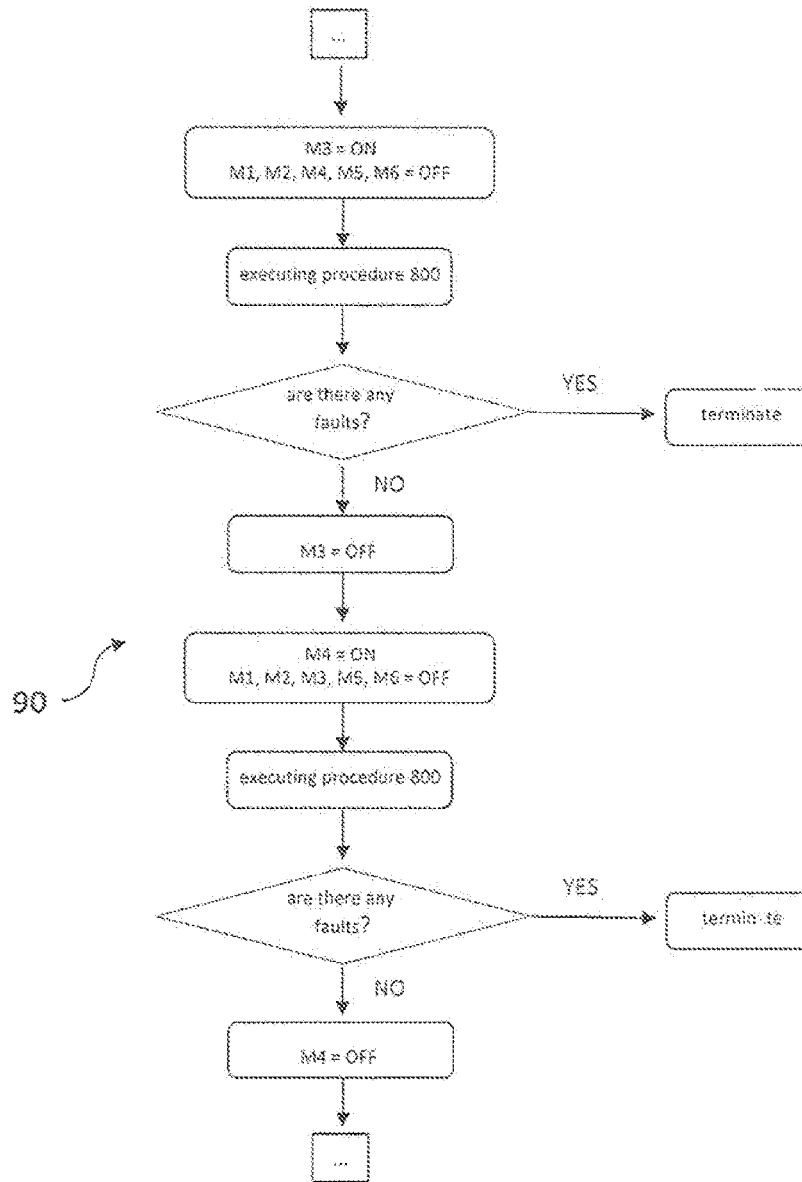 ...
M3 = ON
M1, M2, M4, M5, M6 = OFF
executing procedure 800
are there any
faults?
YES
terminate
NO
M3 = OFF
M4 = ON
M1, M2, M3, M5, M6 = OFF
90
executing procedure 800
are there any
faults?
YES
terminate
NO
M4 = OFF
...